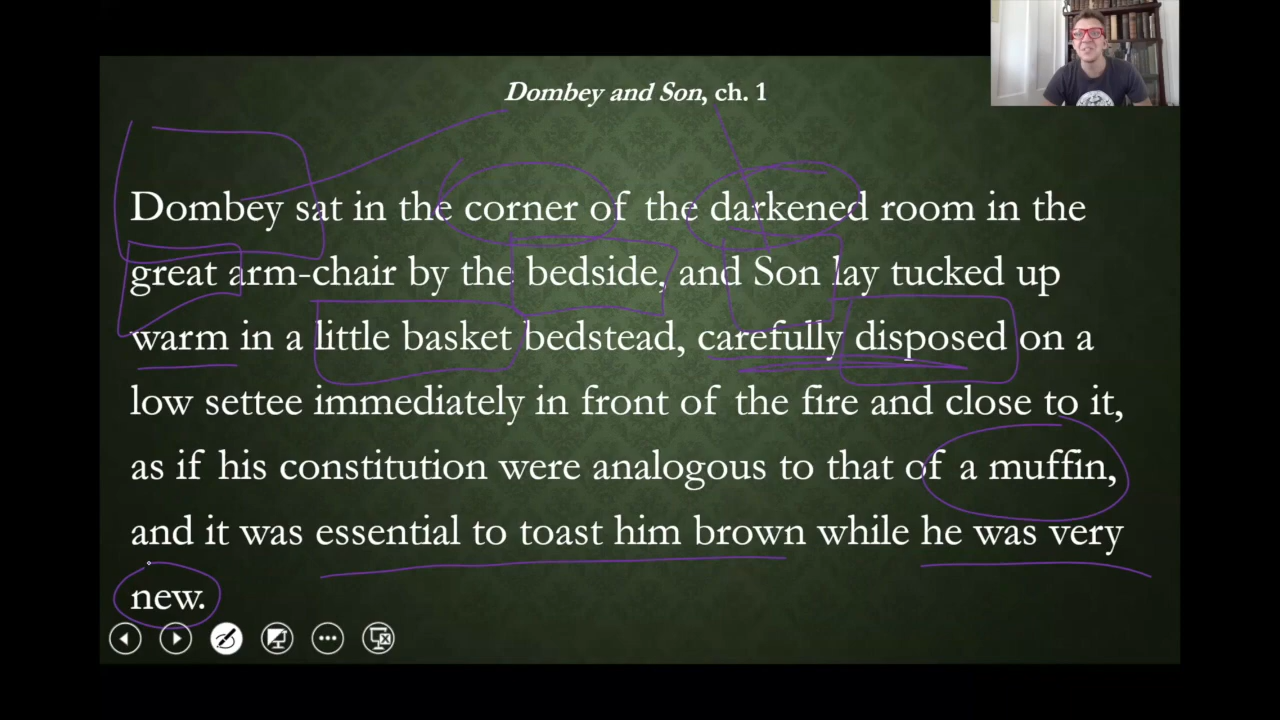 Dombey and Son, ch. 1
Dombey sat in the corner of the darkened room in the
great arm-chair by the bedside, and Son lay tucked up
warm in a little basket bedstead, carefully disposed on a
low settee immediately in front of the fire and close to it,
as if his constitution were analogous to that of a muffin,
and it was essential to toast him brown while he was very
new.